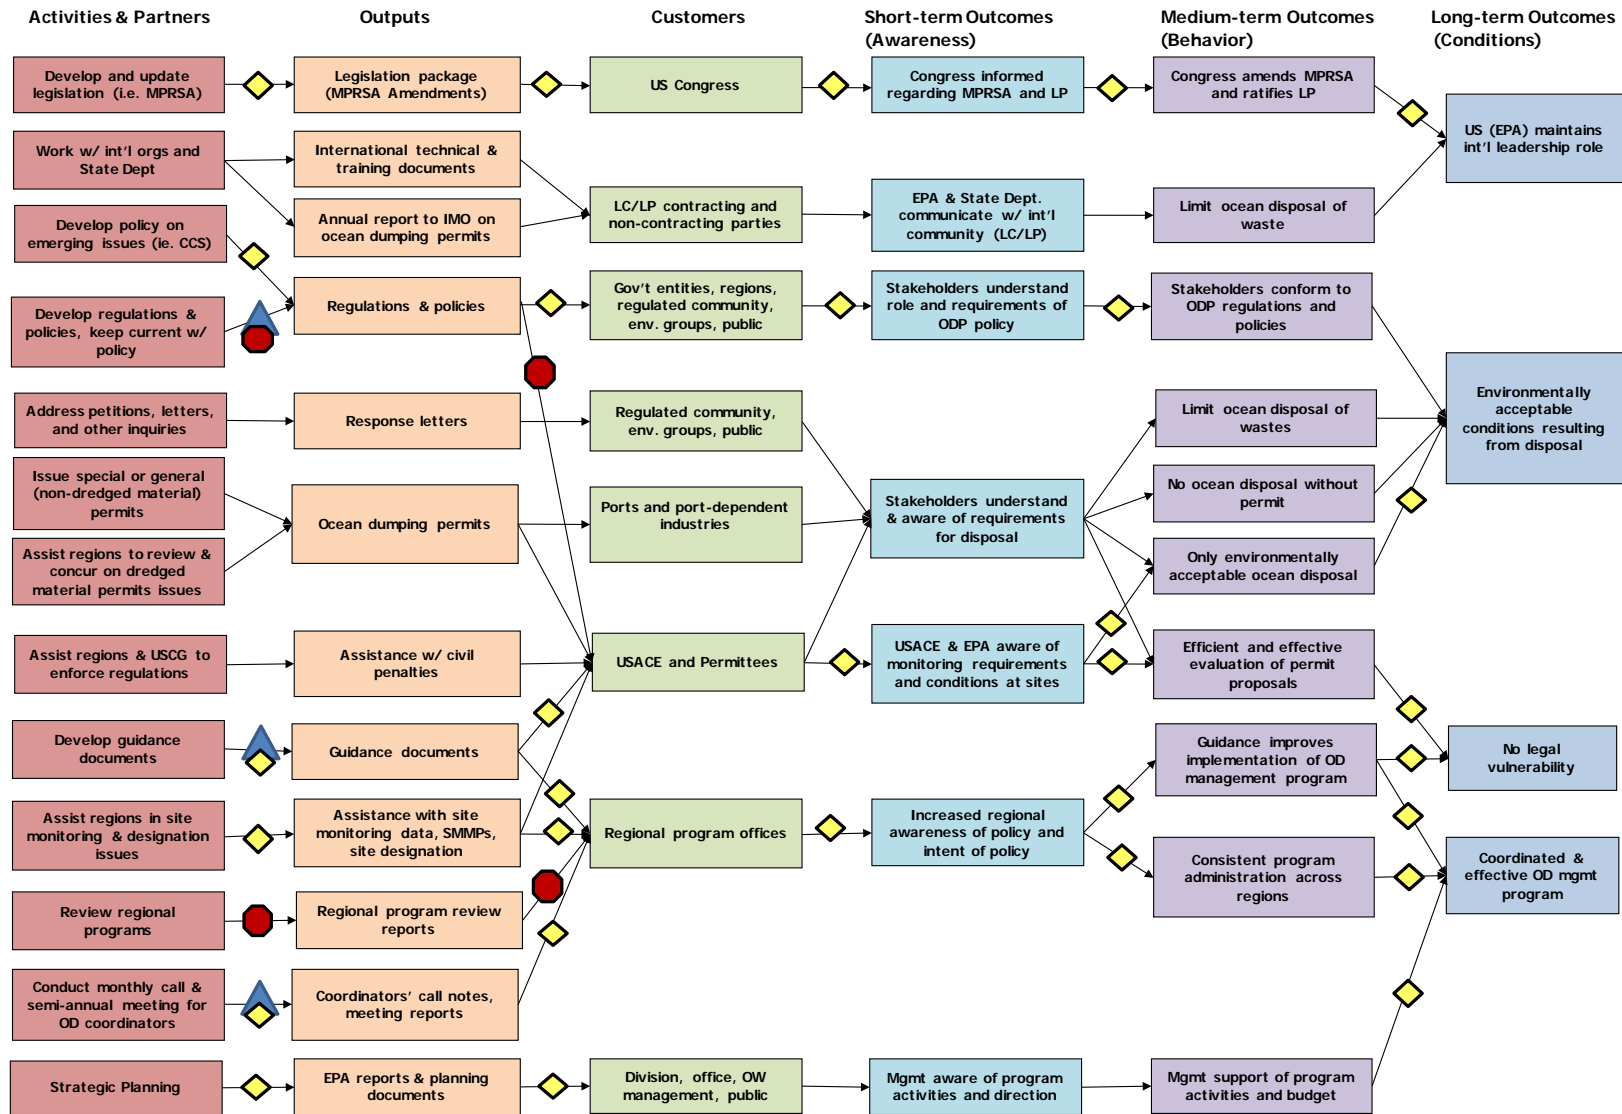 Activities & Partners
Outputs
Customers
Short-term Outcomes
(Awareness)
Medium-term Outcomes
(Behavior)
Long-term Outcomes
(Conditions)
Develop and update
legislation (i.e. MPRSA)
Legislation package
(MPRSA Amendments)
US Congress
Congress informed
regarding MPRSA and LP
Congress amends MPRSA
and ratifies LP
US (EPA) maintains
int'l leadership role
Work w/ int'l orgs and
State Dept
International technical &
training documents
Annual report to IMO on
ocean dumping permits
LC/LP contracting and
non-contracting parties
EPA & State Dept.
communicate w/ int'l
community (LC/LP)
Limit ocean disposal of
waste
Develop policy on
emerging issues (ie. CCS)
Develop regulations &
policies, keep current w/
policy
Regulations & policies
Gov't entities, regions,
regulated community,
env. groups, public
Stakeholders understand
role and requirements of
ODP policy
Stakeholders conform to
ODP regulations and
policies
Environmentally
acceptable
conditions resulting
from disposal
Address petitions, letters,
and other inquiries
Response letters
Regulated community,
env. groups, public
Limit ocean disposal of
wastes
Issue special or general
(non-dredged material)
permits
Ocean dumping permits
Ports and port-dependent
industries
Stakeholders understand
& aware of requirements
for disposal
No ocean disposal without
permit
Assist regions to review &
concur on dredged
material permits issues
Only environmentally
acceptable ocean disposal
Assist regions & USCG to
enforce regulations
Assistance w/ civil
penalties
USACE and Permittees
USACE & EPA aware of
monitoring requirements
and conditions at sites
Efficient and effective
evaluation of permit
proposals
Develop guidance
documents
Guidance documents
Guidance improves
implementation of OD
management program
No legal
vulnerability
Assist regions in site
monitoring & designation
issues
Assistance with site
monitoring data, SMMPs,
site designation
Regional program offices
Increased regional
awareness of policy and
intent of policy
Consistent program
administration across
regions
Coordinated &
effective OD mgmt
program
Review regional
programs
Regional program review
reports
Conduct monthly call &
semi-annual meeting for
OD coordinators
Coordinators' call notes,
meeting reports
Strategic Planning
EPA reports & planning
documents
Division, office, OW
management, public
Mgmt aware of program
activities and direction
Mgmt support of program
activities and budget